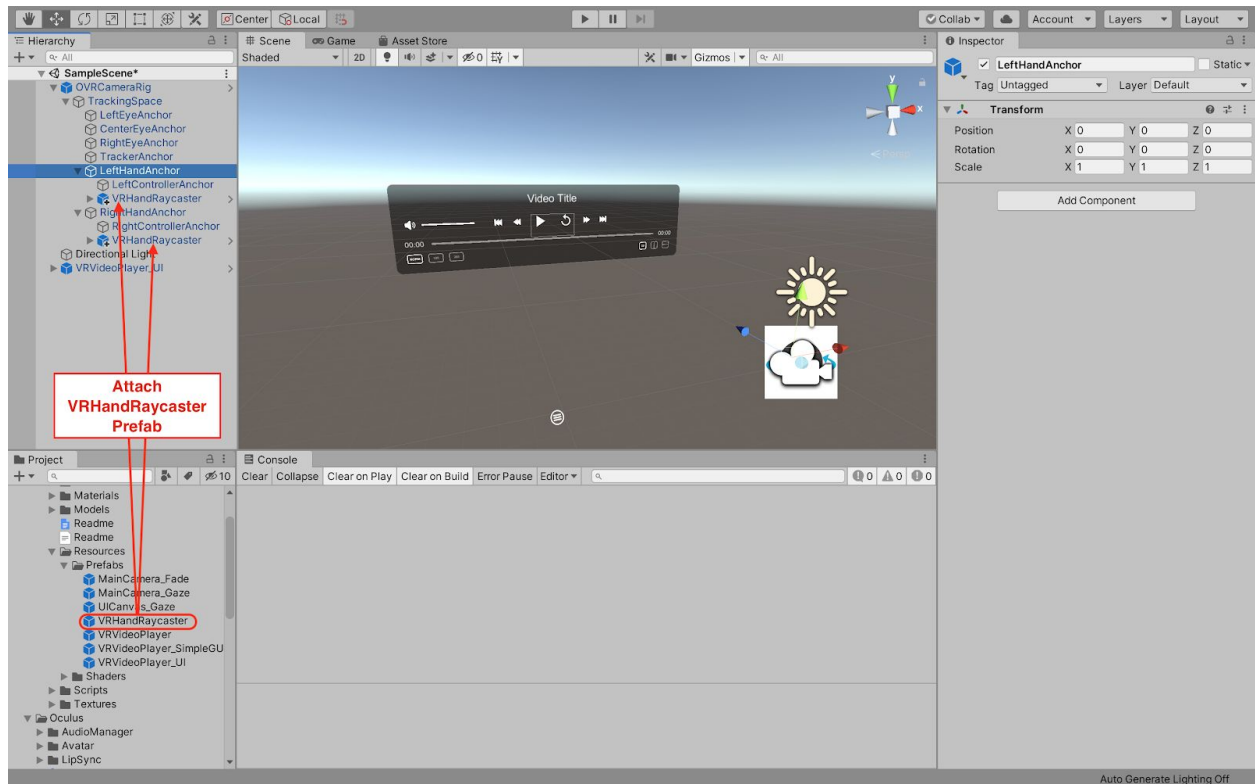 Center Local
Collab Account Layers Layout
Hierarchy
All
SampleScene*
OVRCameraRig
TrackingSpace
LeftEyeAnchor
CenterEyeAnchor
RightEyeAnchor
TrackerAnchor
LeftHandAnchor
LeftControllerAnchor
VRHandRaycaster
RightHandAnchor
RightControllerAnchor
VRHandRaycaster
Directional Light
VRVideoPlayer_UI
Attach
VRHandRaycaster
Prefab
Scene Game Asset Store
Shaded 2D 0 Gizmos All
y
x
Persp
Video Title
00:00 00:00
Inspector
LeftHandAnchor Static
Tag Untagged Layer Default
Transform
Position X 0 Y 0 Z 0
Rotation X 0 Y 0 Z 0
Scale X 1 Y 1 Z 1
Add Component
Project
10
Materials
Models
Readme
Readme
Resources
Prefabs
MainCamera_Fade
MainCamera_Gaze
UICanvas_Gaze
VRHandRaycaster
VRVideoPlayer
VRVideoPlayer_SimpleGU
VRVideoPlayer_UI
Shaders
Scripts
Textures
Oculus
AudioManager
Avatar
LipSync
Console
Clear Collapse Clear on Play Clear on Build Error Pause Editor 0 0 0
Auto Generate Lighting Off